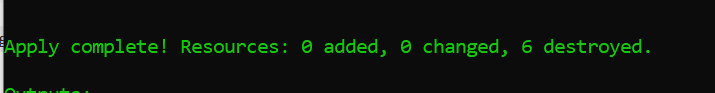 Apply complete! Resources: 0 added, 0 changed, 6 destroyed.
Outputs: